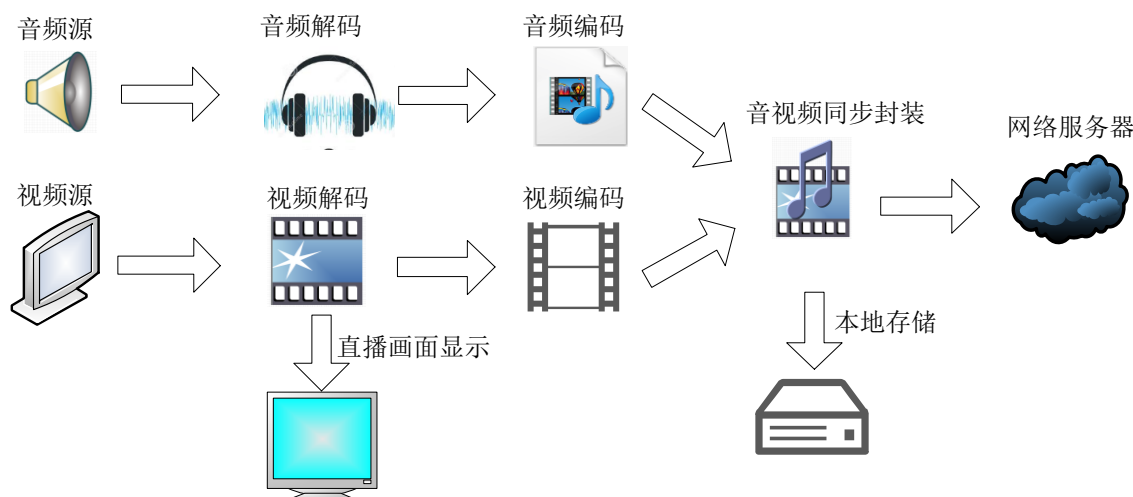 音频源
音频解码
音频编码
音视频同步封装
网络服务器
视频源
视频解码
视频编码
直播画面显示
本地存储